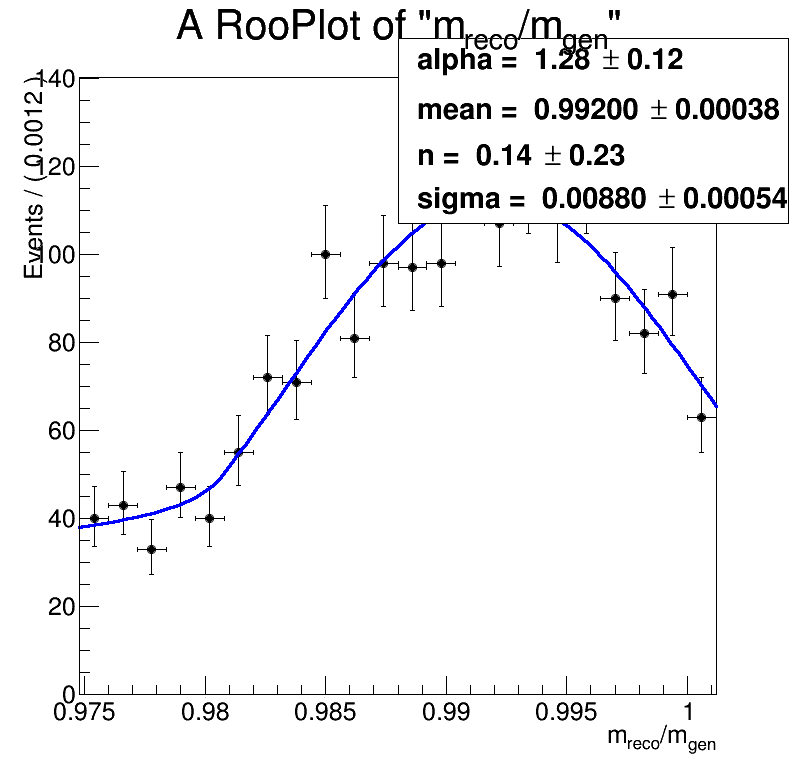 A RooPlot of "m_reco/m_gen"
alpha = 1.28 ± 0.12
mean = 0.99200 ± 0.00038
n = 0.14 ± 0.23
sigma = 0.00880 ± 0.00054
Events / ( 0.0012 )
140
120
100
80
60
40
20
0
0.975 0.98 0.985 0.99 0.995 1
m_reco/m_gen